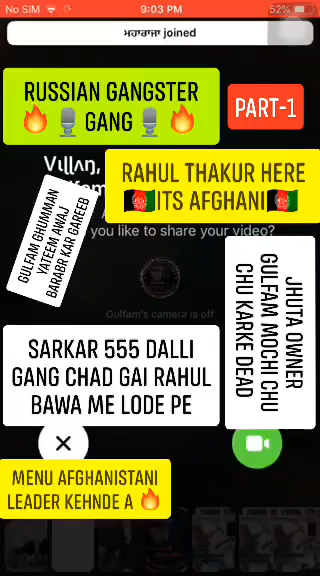 No SIM 9:03 PM 52%
ਮਹਾਰਾਜਾ joined
RUSSIAN GANGSTER
🔥🎙️GANG🎙️🔥
PART-1
RAHUL THAKUR HERE
🇦🇫ITS AFGHANI🇦🇫
you like to share your video?
GULFAM GHUMMAN
YATEEM AWAJ
BARABR KAR GAREEB
Gulfam's camera is off
JHUTA OWNER
GULFAM MOCHI CHU
CHU KARKE DEAD
SARKAR 555 DALLI
GANG CHAD GAI RAHUL
BAWA ME LODE PE
MENU AFGHANISTANI
LEADER KEHNDE A 🔥